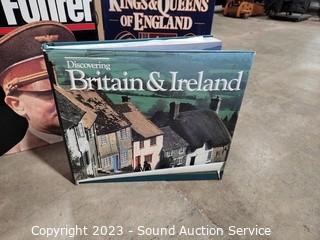 Führer
KINGS & QUEENS
OF ENGLAND
Discovering
Britain & Ireland
Copyright 2023 - Sound Auction Service